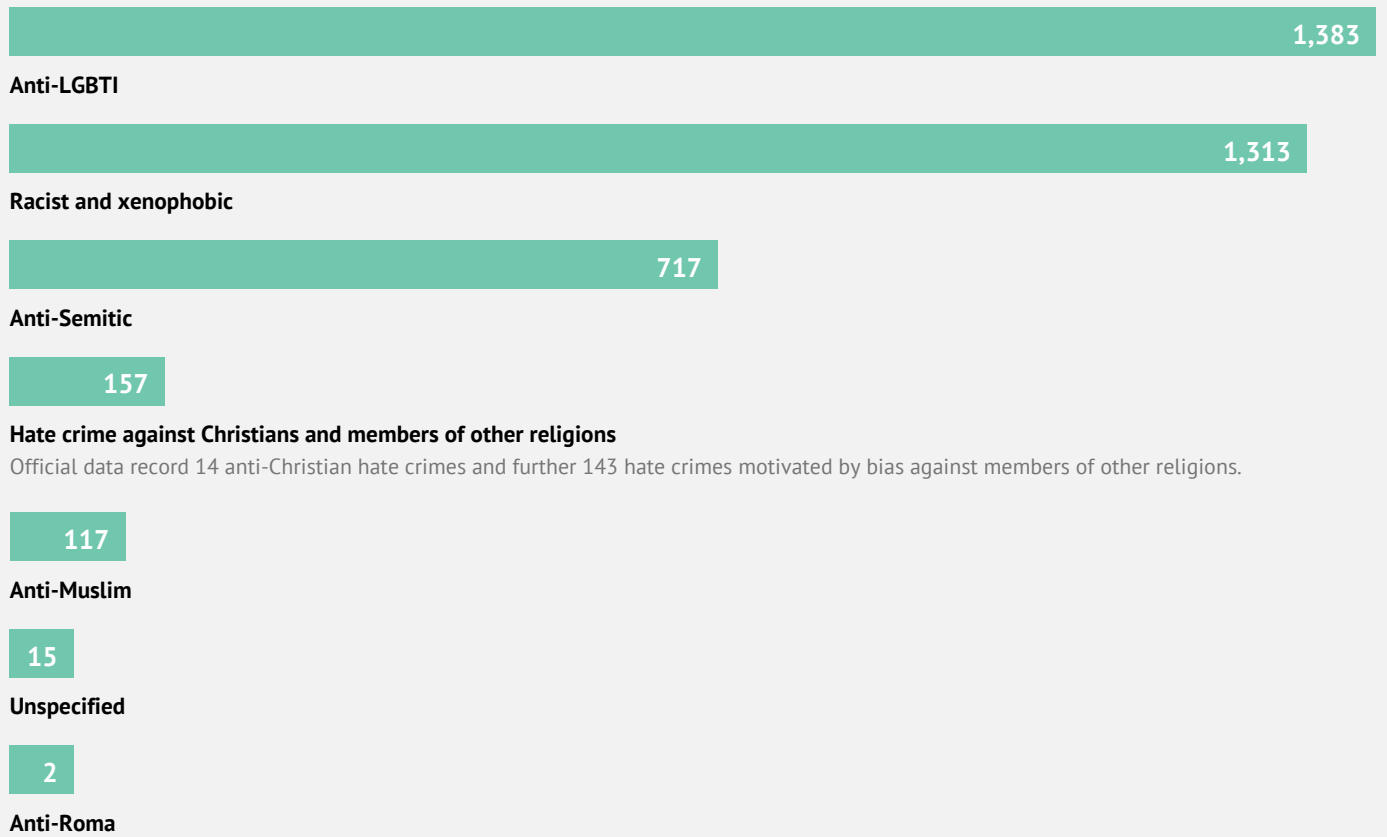 1,383
Anti-LGBTI
1,313
Racist and xenophobic
717
Anti-Semitic
157
Hate crime against Christians and members of other religions
Official data record 14 anti-Christian hate crimes and further 143 hate crimes motivated by bias against members of other religions.
117
Anti-Muslim
15
Unspecified
2
Anti-Roma